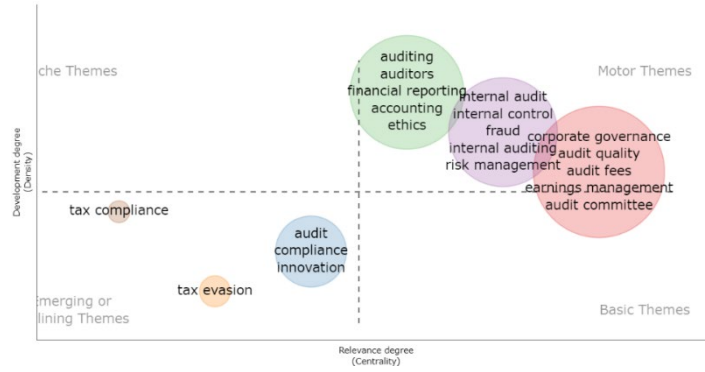 che Themes
Motor Themes
auditing
auditors
financial reporting
accounting
ethics
internal audit
internal control
fraud
internal auditing
risk management
corporate governance
audit quality
audit fees
earnings management
audit committee
Development degree
(Density)
tax compliance
audit
compliance
innovation
tax evasion
Emerging or
lining Themes
Basic Themes
Relevance degree
(Centrality)